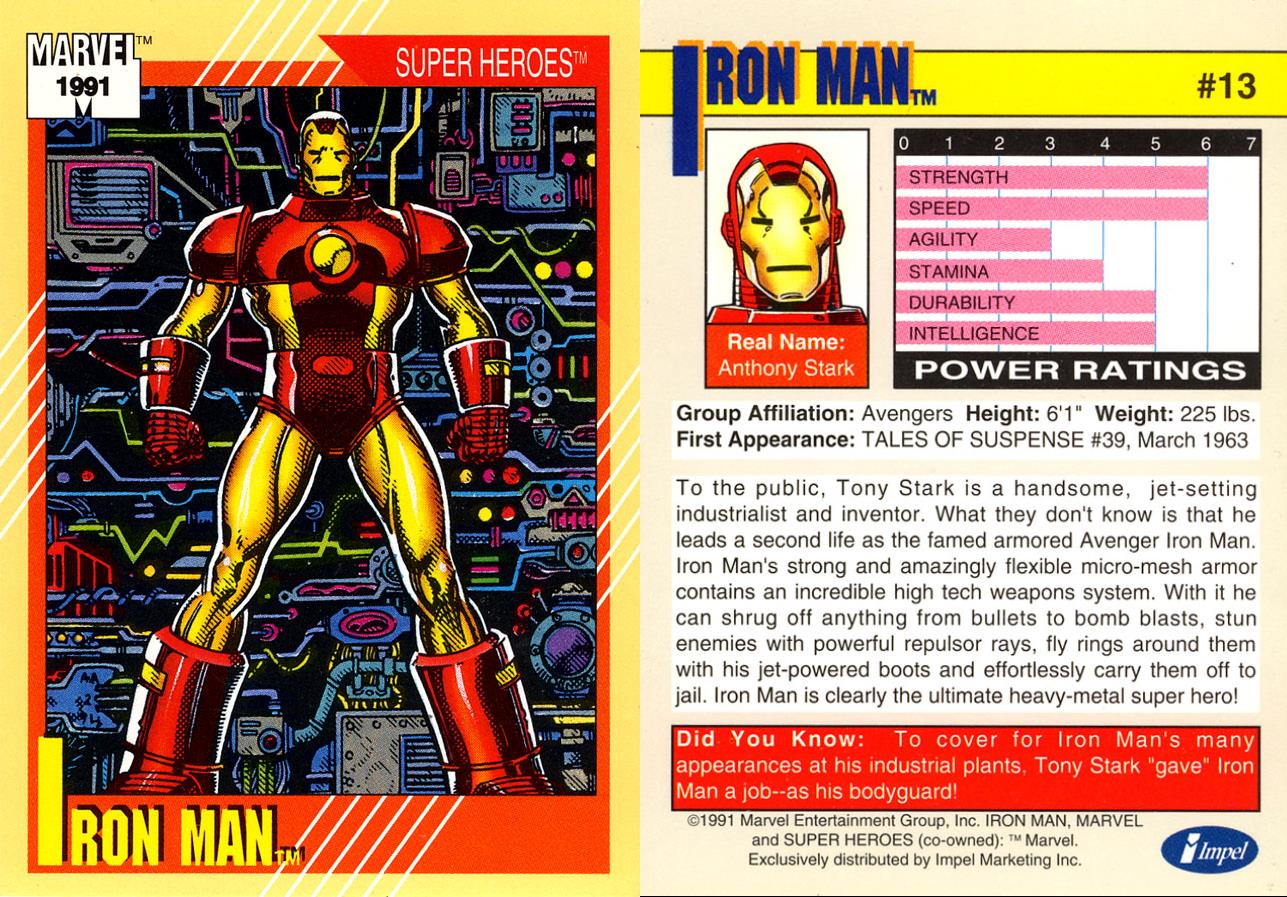 MARVEL™
1991
SUPER HEROES™
IRON MAN™
IRON MAN™
#13
0 1 2 3 4 5 6 7
STRENGTH
SPEED
AGILITY
STAMINA
DURABILITY
INTELLIGENCE
POWER RATINGS
Real Name:
Anthony Stark
Group Affiliation: Avengers Height: 6'1" Weight: 225 lbs.
First Appearance: TALES OF SUSPENSE #39, March 1963
To the public, Tony Stark is a handsome, jet-setting
industrialist and inventor. What they don't know is that he
leads a second life as the famed armored Avenger Iron Man.
Iron Man's strong and amazingly flexible micro-mesh armor
contains an incredible high tech weapons system. With it he
can shrug off anything from bullets to bomb blasts, stun
enemies with powerful repulsor rays, fly rings around them
with his jet-powered boots and effortlessly carry them off to
jail. Iron Man is clearly the ultimate heavy-metal super hero!
Did You Know: To cover for Iron Man's many
appearances at his industrial plants, Tony Stark "gave" Iron
Man a job--as his bodyguard!
©1991 Marvel Entertainment Group, Inc. IRON MAN, MARVEL
and SUPER HEROES (co-owned): ™ Marvel.
Exclusively distributed by Impel Marketing Inc.
Impel